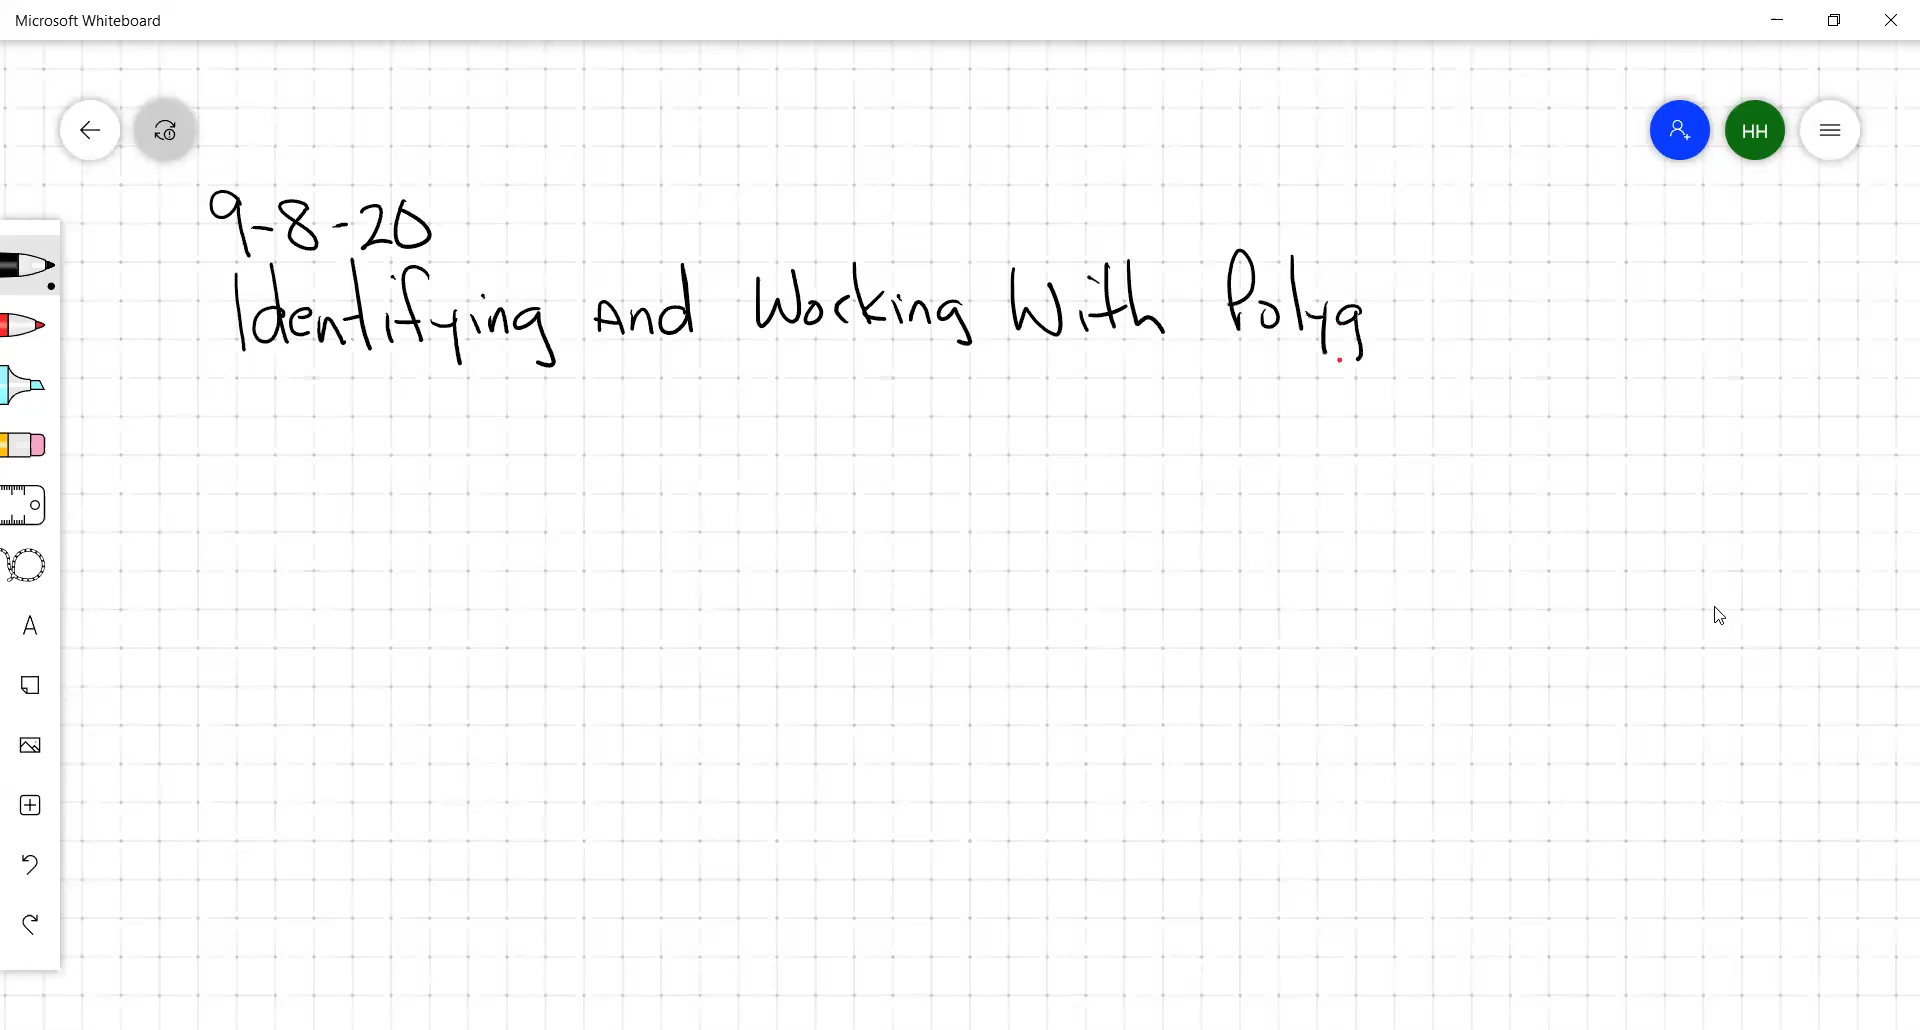 Microsoft Whiteboard
HH
9-8-20
Identifying And Working With Polyg
A